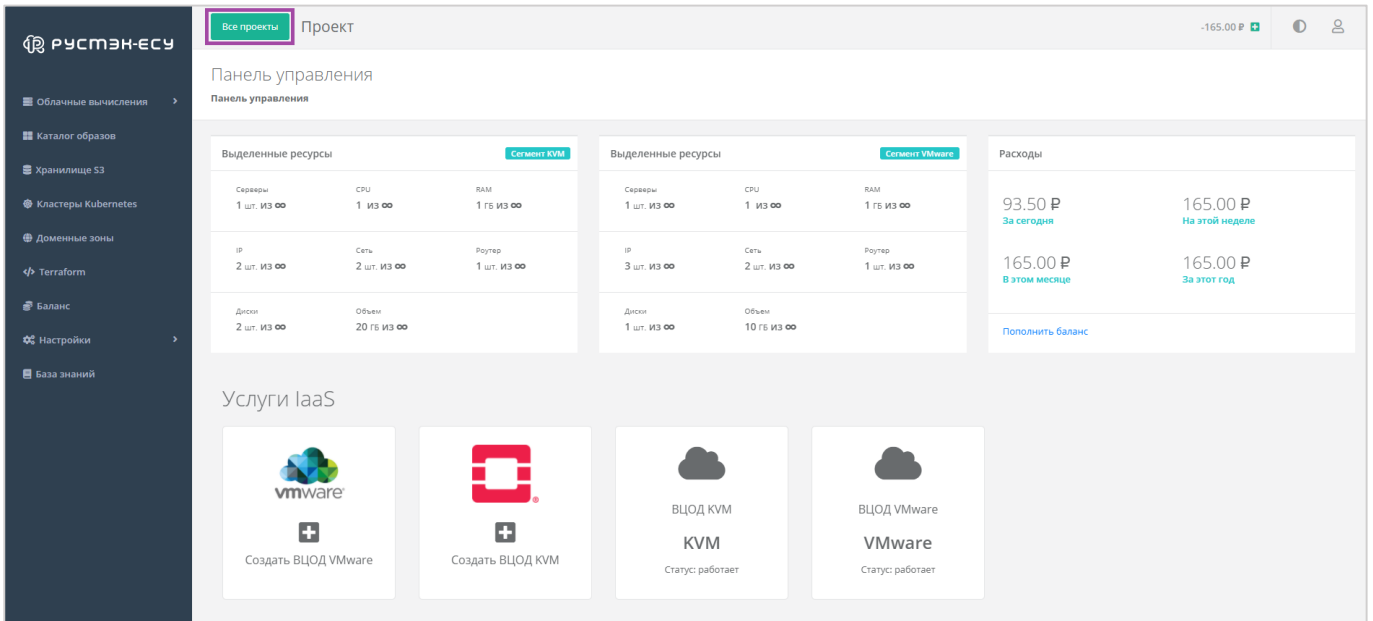 РУСТЭК-ЕСУ
Облачные вычисления
Каталог образов
Хранилище S3
Кластеры Kubernetes
Доменные зоны
Terraform
Баланс
Настройки
База знаний
Все проекты Проект -165.00 ₽
Панель управления
Панель управления
Выделенные ресурсы Сегмент KVM
Серверы CPU RAM
1 шт. из ∞ 1 из ∞ 1 ГБ из ∞
IP Сеть Роутер
2 шт. из ∞ 2 шт. из ∞ 1 шт. из ∞
Диски Объем
2 шт. из ∞ 20 ГБ из ∞
Выделенные ресурсы Сегмент VMware
Серверы CPU RAM
1 шт. из ∞ 1 из ∞ 1 ГБ из ∞
IP Сеть Роутер
3 шт. из ∞ 2 шт. из ∞ 1 шт. из ∞
Диски Объем
1 шт. из ∞ 10 ГБ из ∞
Расходы
93.50 ₽ 165.00 ₽
За сегодня На этой неделе
165.00 ₽ 165.00 ₽
В этом месяце За этот год
Пополнить баланс
Услуги IaaS
vmware
Создать ВЦОД VMware
Создать ВЦОД KVM
ВЦОД KVM
KVM
Статус: работает
ВЦОД VMware
VMware
Статус: работает